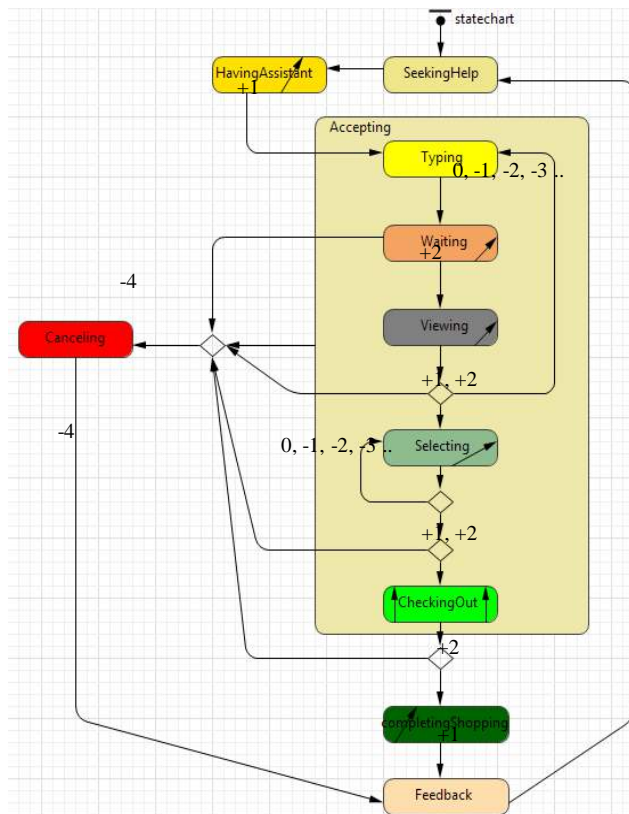 statechart
HavingAssistant
SeekingHelp
+1
Accepting
Typing
0, -1, -2, -3 ..
Waiting
+2
-4
Viewing
Canceling
+1, +2
-4
0, -1, -2, -3 ..
Selecting
+1, +2
CheckingOut
+2
completingShopping
+1
Feedback